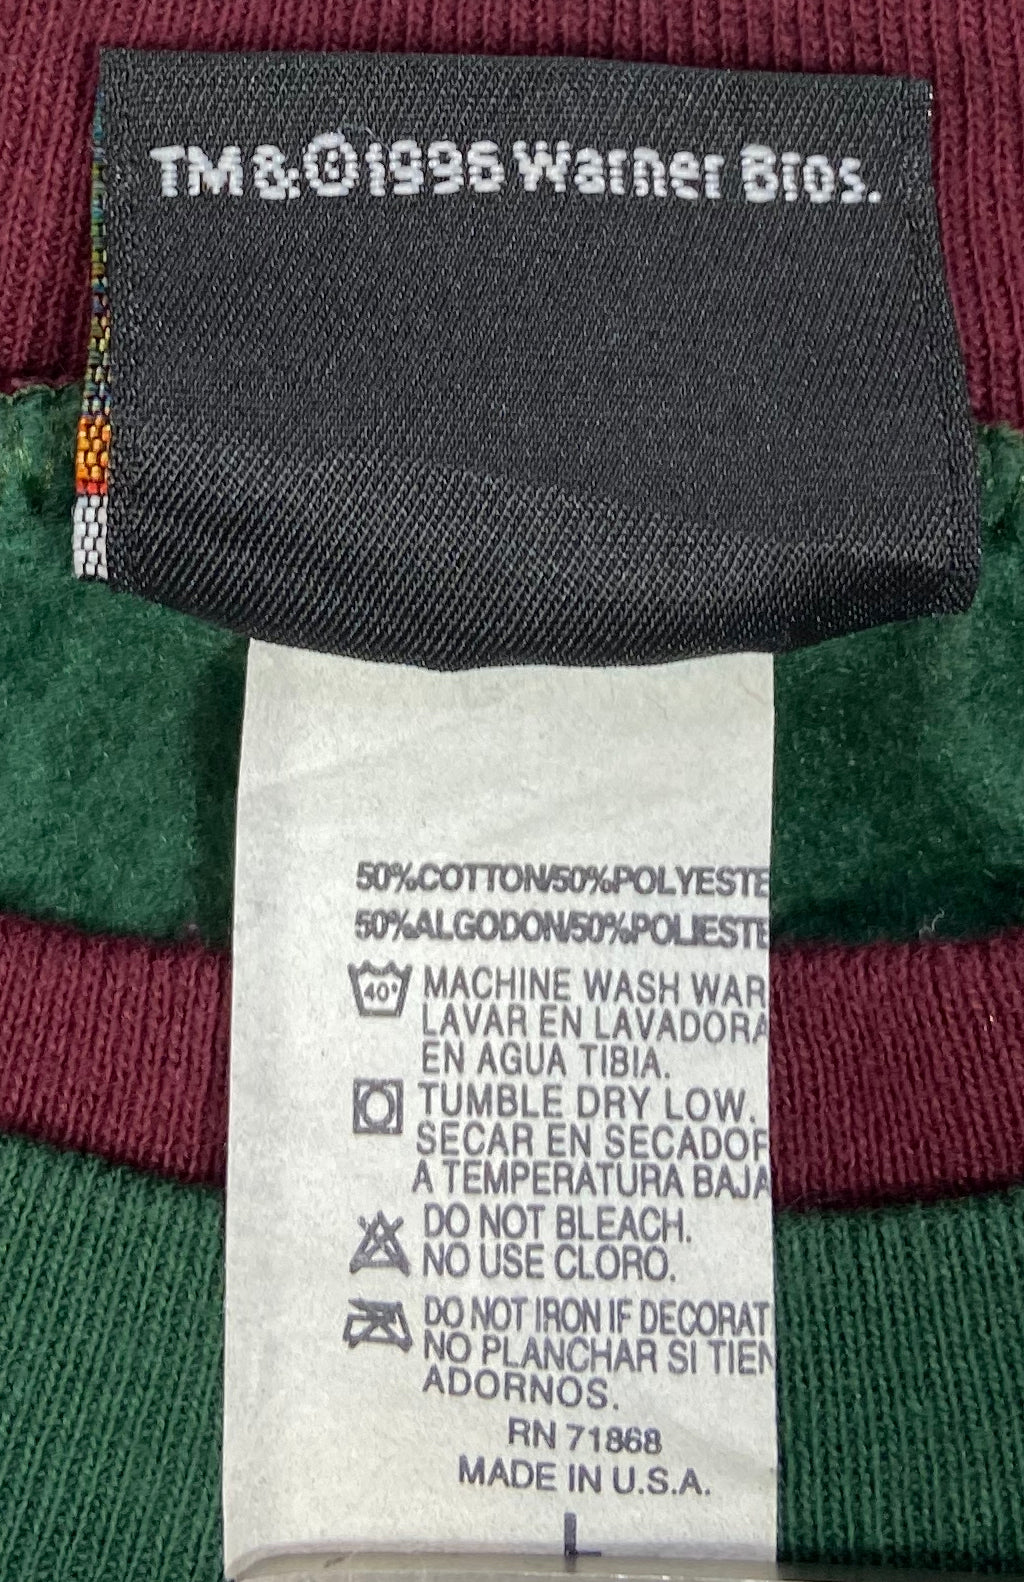 TM&©1996 Warner Bros.
50%COTTON/50%POLYESTE
50%ALGODON/50%POLIESTE
40° MACHINE WASH WAR
LAVAR EN LAVADORA
EN AGUA TIBIA.
TUMBLE DRY LOW.
SECAR EN SECADOR
A TEMPERATURA BAJA
DO NOT BLEACH.
NO USE CLORO.
DO NOT IRON IF DECORAT
NO PLANCHAR SI TIEN
ADORNOS.
RN 71868
MADE IN U.S.A.
L